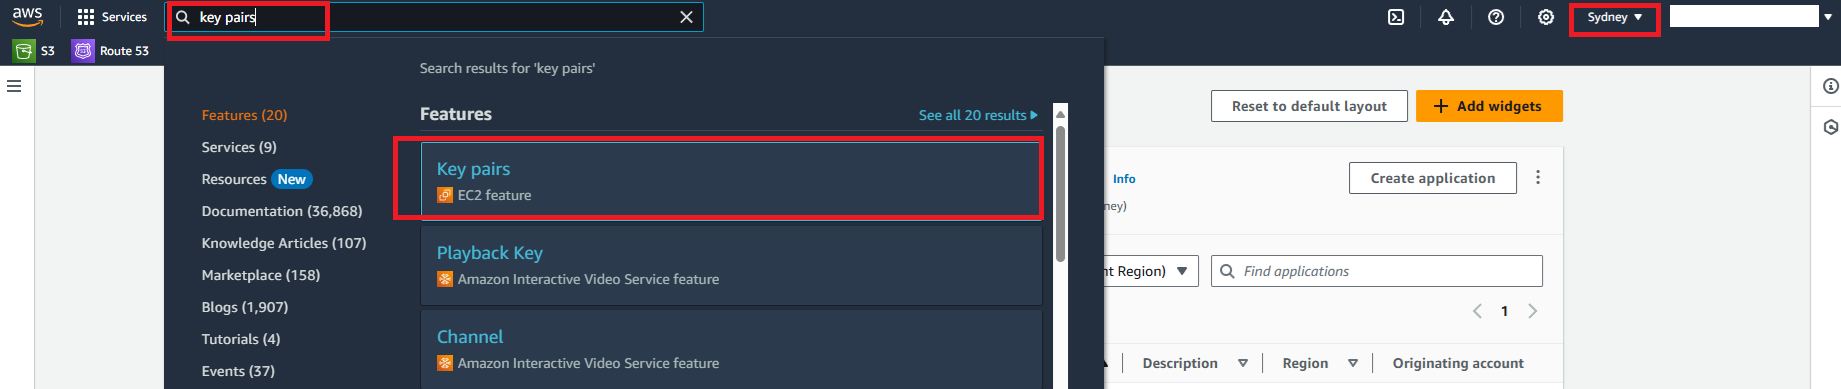 aws Services key pairs Sydney
S3 Route 53
Search results for 'key pairs'
Features (20)
Services (9)
Resources New
Documentation (36,868)
Knowledge Articles (107)
Marketplace (158)
Blogs (1,907)
Tutorials (4)
Events (37)
Features See all 20 results
Key pairs
EC2 feature
Playback Key
Amazon Interactive Video Service feature
Channel
Amazon Interactive Video Service feature
Reset to default layout + Add widgets
Info Create application
ney)
nt Region) Find applications
1
Description Region Originating account